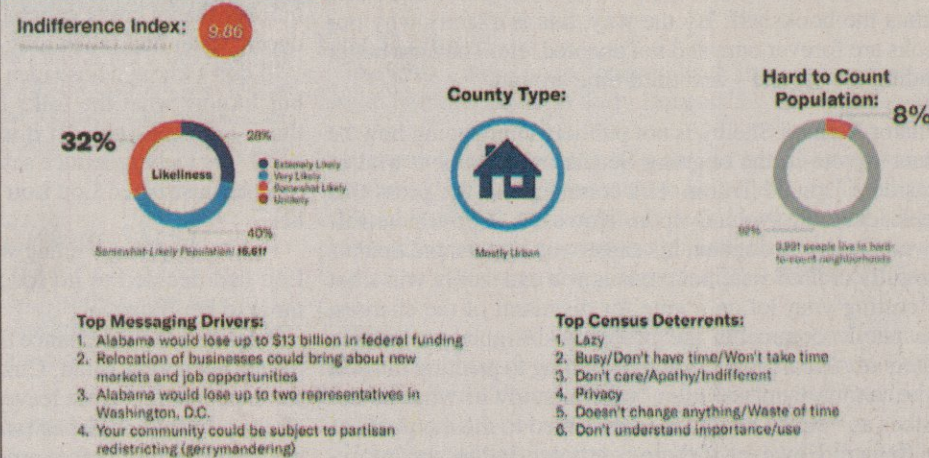 Indifference Index:
9.86
32%
Likeliness
28%
Extremely Likely
Very Likely
Somewhat Likely
Unlikely
40%
Somewhat Likely Population: 16,611
County Type:
Mostly Urban
Hard to Count
Population:
8%
9,991 people live in hard-
to-count neighborhoods
Top Messaging Drivers:
1. Alabama would lose up to $13 billion in federal funding
2. Relocation of businesses could bring about new
markets and job opportunities
3. Alabama would lose up to two representatives in
Washington, D.C.
4. Your community could be subject to partisan
redistricting (gerrymandering)
Top Census Deterrents:
1. Lazy
2. Busy/Don't have time/Won't take time
3. Don't care/Apathy/Indifferent
4. Privacy
5. Doesn't change anything/Waste of time
6. Don't understand importance/use